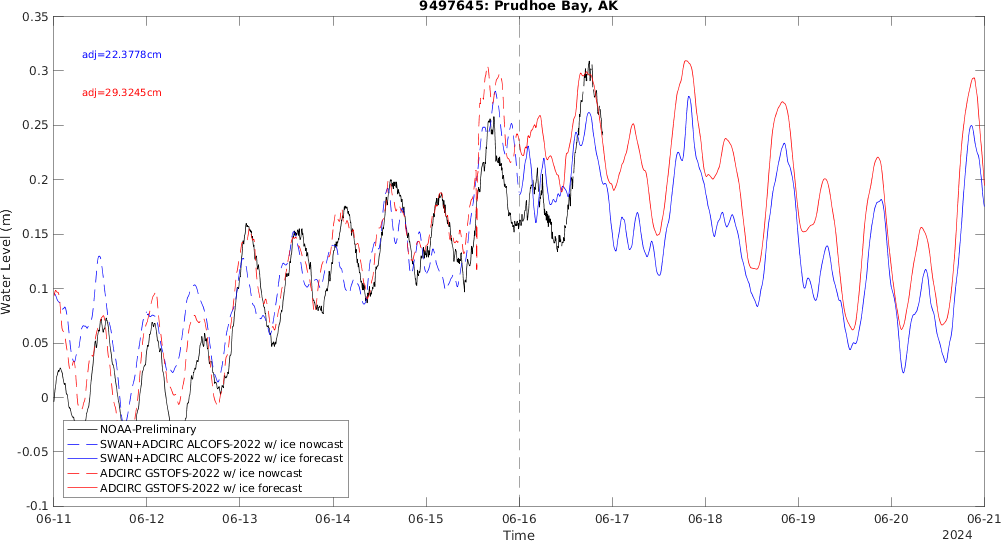 9497645: Prudhoe Bay, AK
adj=22.3778cm
adj=29.3245cm
Water Level (m)
0.35
0.3
0.25
0.2
0.15
0.1
0.05
0
-0.05
-0.1
NOAA-Preliminary
SWAN+ADCIRC ALCOFS-2022 w/ ice nowcast
SWAN+ADCIRC ALCOFS-2022 w/ ice forecast
ADCIRC GSTOFS-2022 w/ ice nowcast
ADCIRC GSTOFS-2022 w/ ice forecast
06-11 06-12 06-13 06-14 06-15 06-16 06-17 06-18 06-19 06-20 06-21
Time
2024